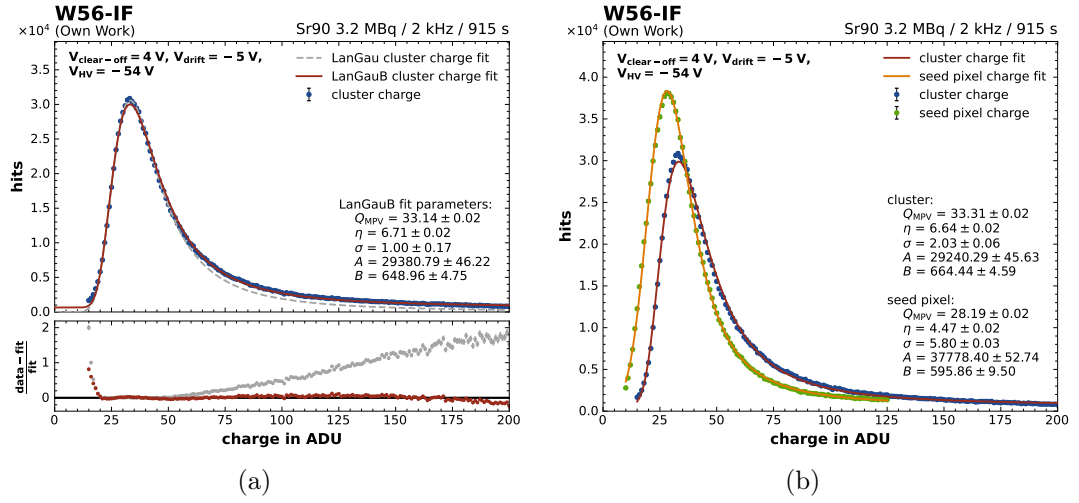 W56-IF
×10⁴ (Own Work)
Sr90 3.2 MBq / 2 kHz / 915 s
V_clear−off = 4 V, V_drift = −5 V,
V_HV = −54 V
LanGau cluster charge fit
LanGauB cluster charge fit
cluster charge
LanGauB fit parameters:
Q_MPV = 33.14 ± 0.02
η = 6.71 ± 0.02
σ = 1.00 ± 0.17
A = 29380.79 ± 46.22
B = 648.96 ± 4.75
hits
3.5
3.0
2.5
2.0
1.5
1.0
0.5
0.0
data−fit
fit
2
1
0
0 25 50 75 100 125 150 175 200
charge in ADU
(a)
W56-IF
×10⁴ (Own Work)
Sr90 3.2 MBq / 2 kHz / 915 s
V_clear−off = 4 V, V_drift = −5 V,
V_HV = −54 V
cluster charge fit
seed pixel charge fit
cluster charge
seed pixel charge
cluster:
Q_MPV = 33.31 ± 0.02
η = 6.64 ± 0.02
σ = 2.03 ± 0.06
A = 29240.29 ± 45.63
B = 664.44 ± 4.59
seed pixel:
Q_MPV = 28.19 ± 0.02
η = 4.47 ± 0.02
σ = 5.80 ± 0.03
A = 37778.40 ± 52.74
B = 595.86 ± 9.50
hits
4.0
3.5
3.0
2.5
2.0
1.5
1.0
0.5
0.0
0 25 50 75 100 125 150 175 200
charge in ADU
(b)